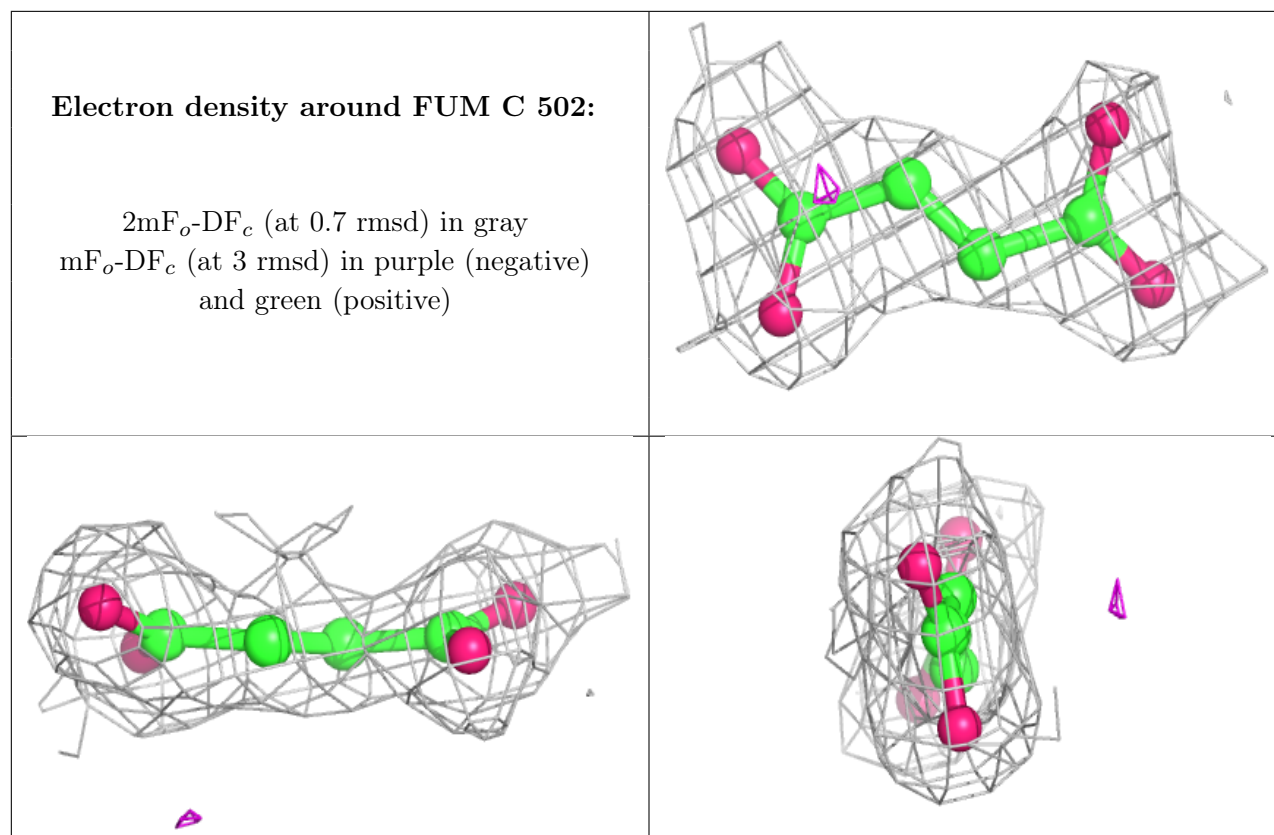 Electron density around FUM C 502:
2mFₒ-DF𝒸 (at 0.7 rmsd) in gray
mFₒ-DF𝒸 (at 3 rmsd) in purple (negative)
and green (positive)